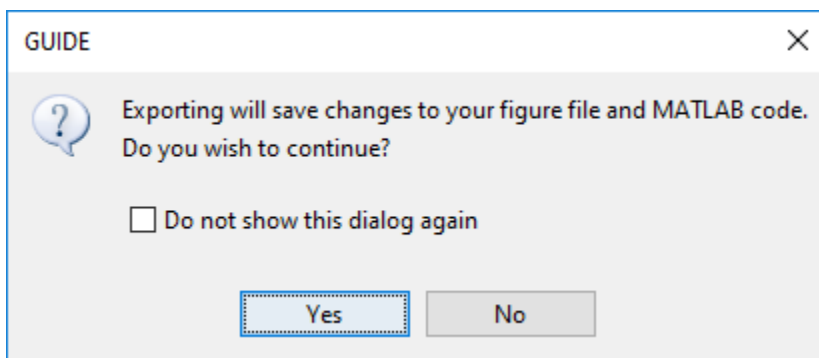 GUIDE
Exporting will save changes to your figure file and MATLAB code.
Do you wish to continue?
Do not show this dialog again
Yes
No